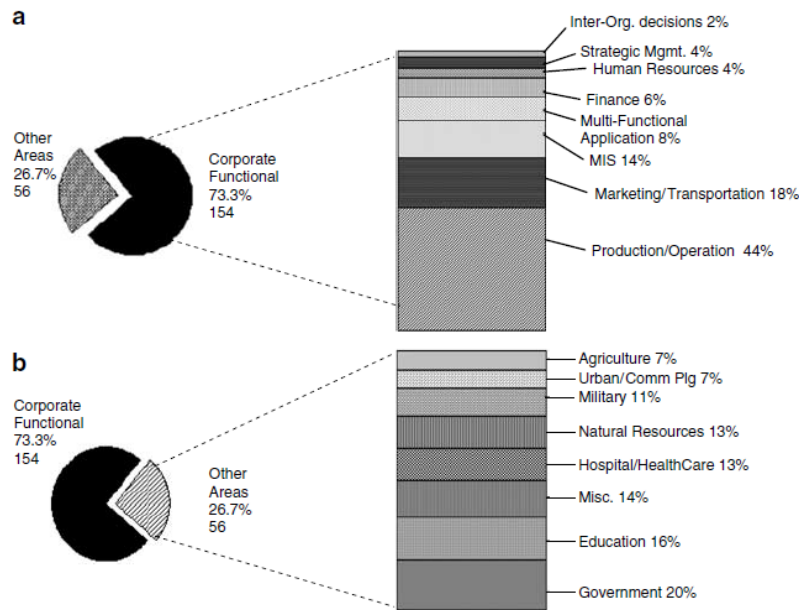 a
Inter-Org. decisions 2%
Strategic Mgmt. 4%
Human Resources 4%
Finance 6%
Multi-Functional
Application 8%
MIS 14%
Marketing/Transportation 18%
Production/Operation 44%
Other
Areas
26.7%
56
Corporate
Functional
73.3%
154
b
Agriculture 7%
Urban/Comm Plg 7%
Military 11%
Natural Resources 13%
Hospital/HealthCare 13%
Misc. 14%
Education 16%
Government 20%
Corporate
Functional
73.3%
154
Other
Areas
26.7%
56